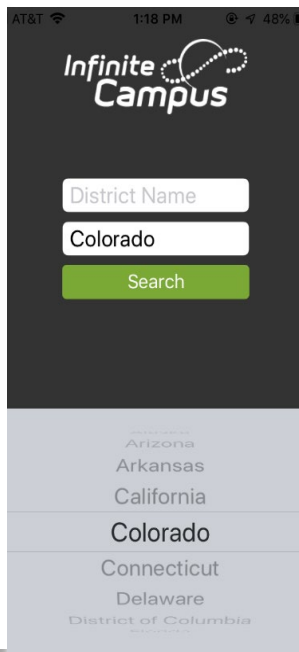 AT&T 1:18 PM 48%
Infinite
Campus
District Name
Colorado
Search
Arizona
Arkansas
California
Colorado
Connecticut
Delaware
District of Columbia